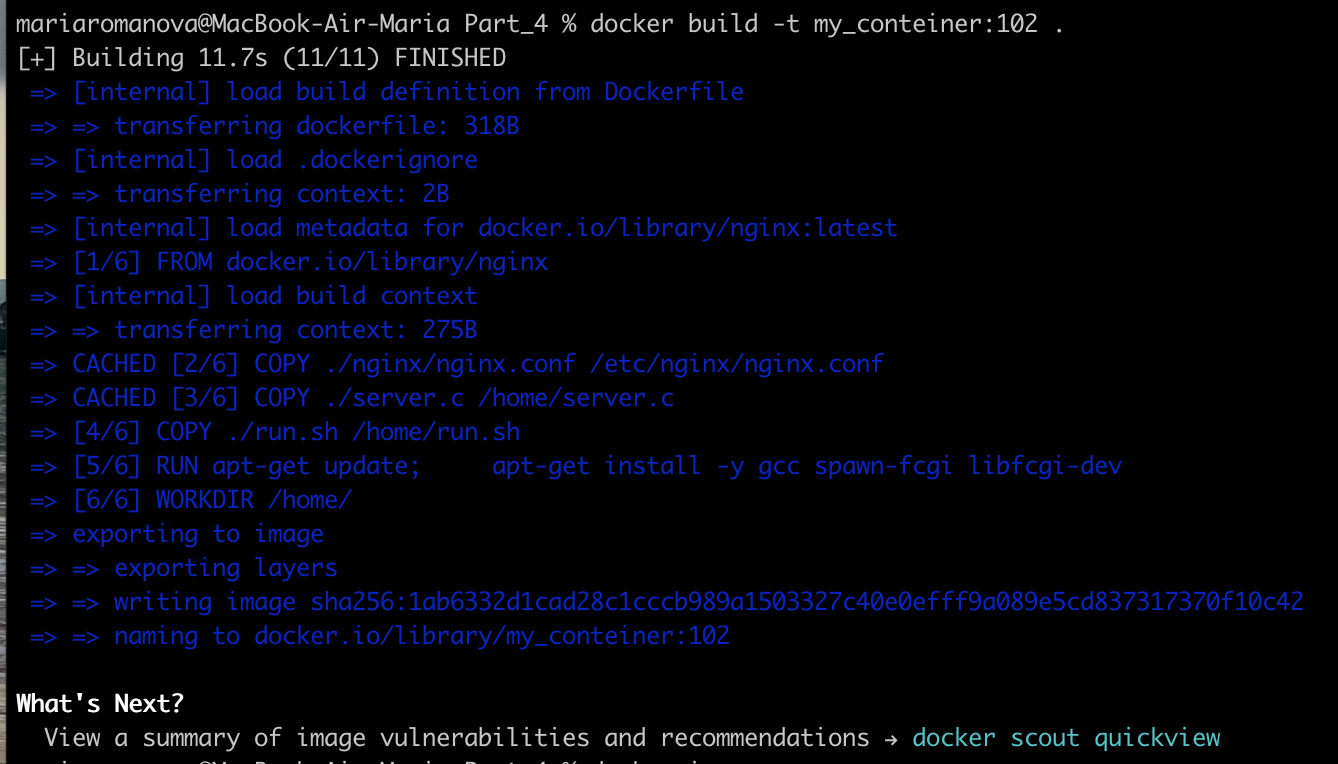 mariaromanova@MacBook-Air-Maria Part_4 % docker build -t my_conteiner:102 .
[+] Building 11.7s (11/11) FINISHED
=> [internal] load build definition from Dockerfile
=> => transferring dockerfile: 318B
=> [internal] load .dockerignore
=> => transferring context: 2B
=> [internal] load metadata for docker.io/library/nginx:latest
=> [1/6] FROM docker.io/library/nginx
=> [internal] load build context
=> => transferring context: 275B
=> CACHED [2/6] COPY ./nginx/nginx.conf /etc/nginx/nginx.conf
=> CACHED [3/6] COPY ./server.c /home/server.c
=> [4/6] COPY ./run.sh /home/run.sh
=> [5/6] RUN apt-get update;     apt-get install -y gcc spawn-fcgi libfcgi-dev
=> [6/6] WORKDIR /home/
=> exporting to image
=> => exporting layers
=> => writing image sha256:1ab6332d1cad28c1cccb989a1503327c40e0efff9a089e5cd837317370f10c42
=> => naming to docker.io/library/my_conteiner:102
What's Next?
View a summary of image vulnerabilities and recommendations → docker scout quickview